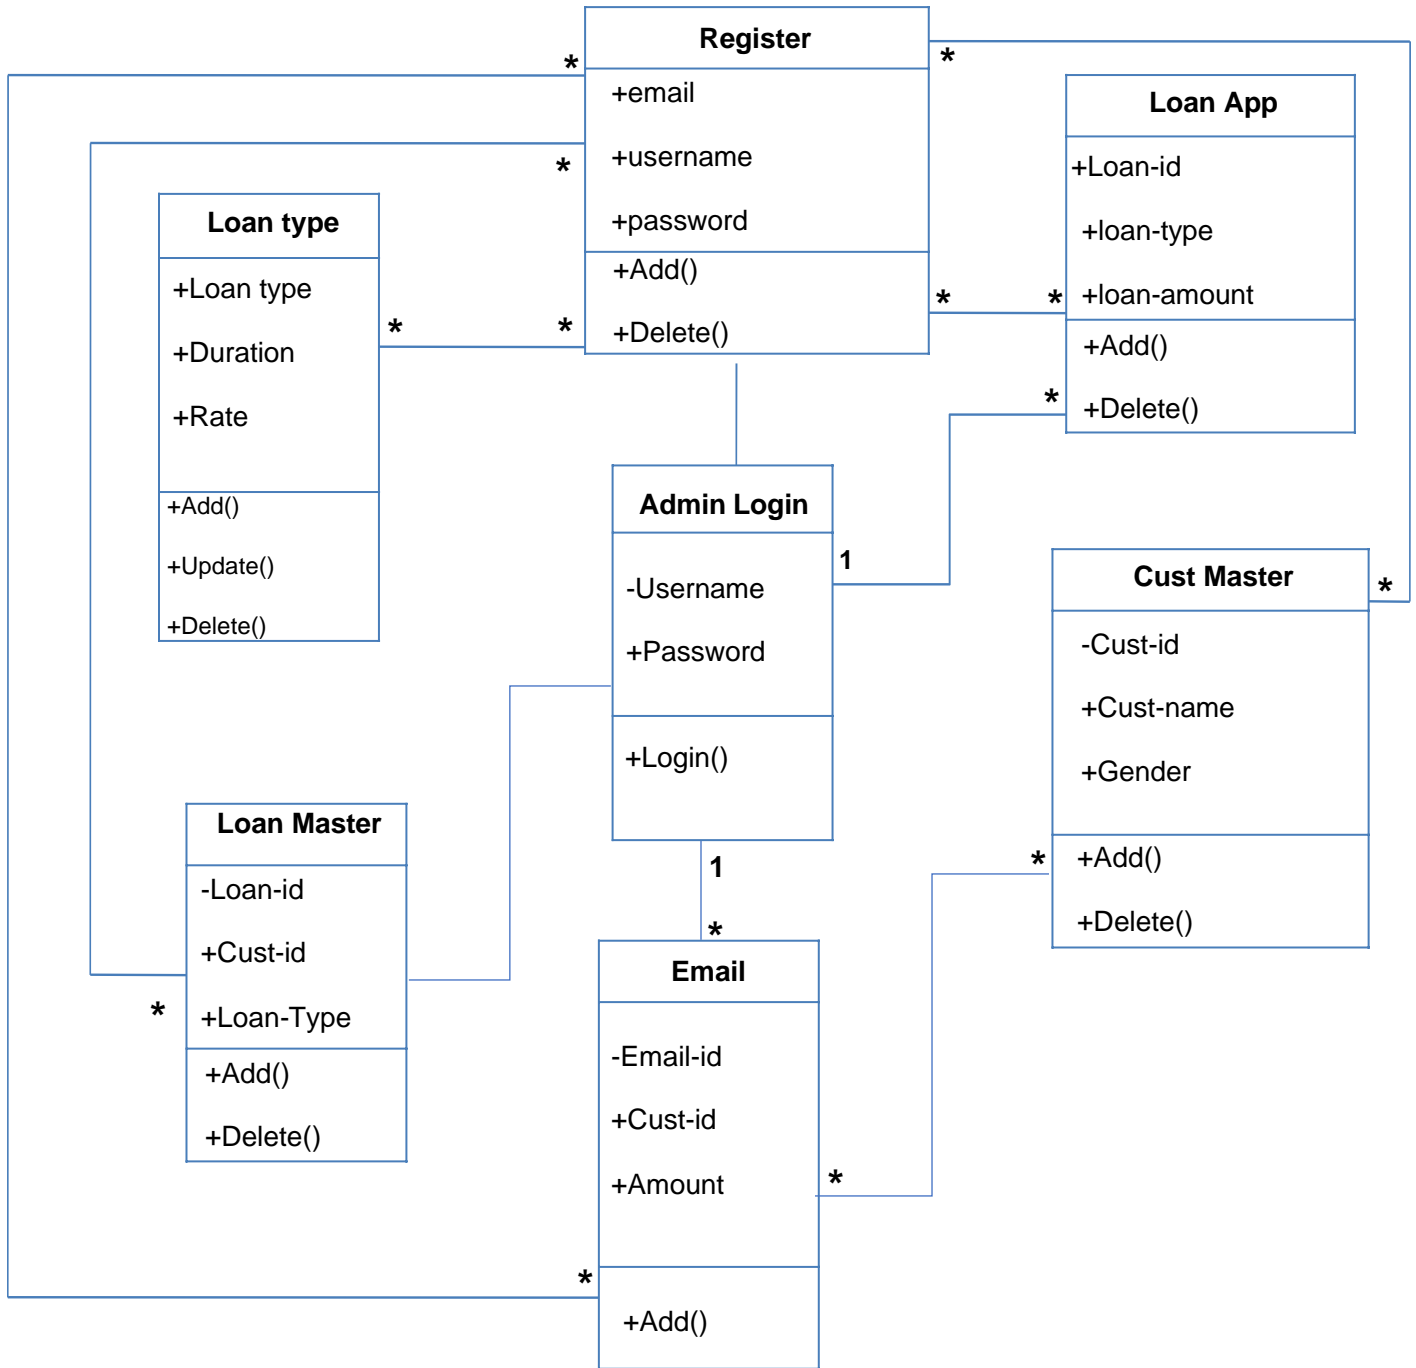 Register
+email
+username
+password
+Add()
+Delete()
*
*
*
*
*
Loan App
+Loan-id
+loan-type
+loan-amount
+Add()
+Delete()
*
*
Loan type
+Loan type
+Duration
+Rate
+Add()
+Update()
+Delete()
*
Admin Login
-Username
+Password
+Login()
1
1
Cust Master
-Cust-id
+Cust-name
+Gender
+Add()
+Delete()
*
*
Loan Master
-Loan-id
+Cust-id
+Loan-Type
+Add()
+Delete()
*
Email
-Email-id
+Cust-id
+Amount
+Add()
*
*
*